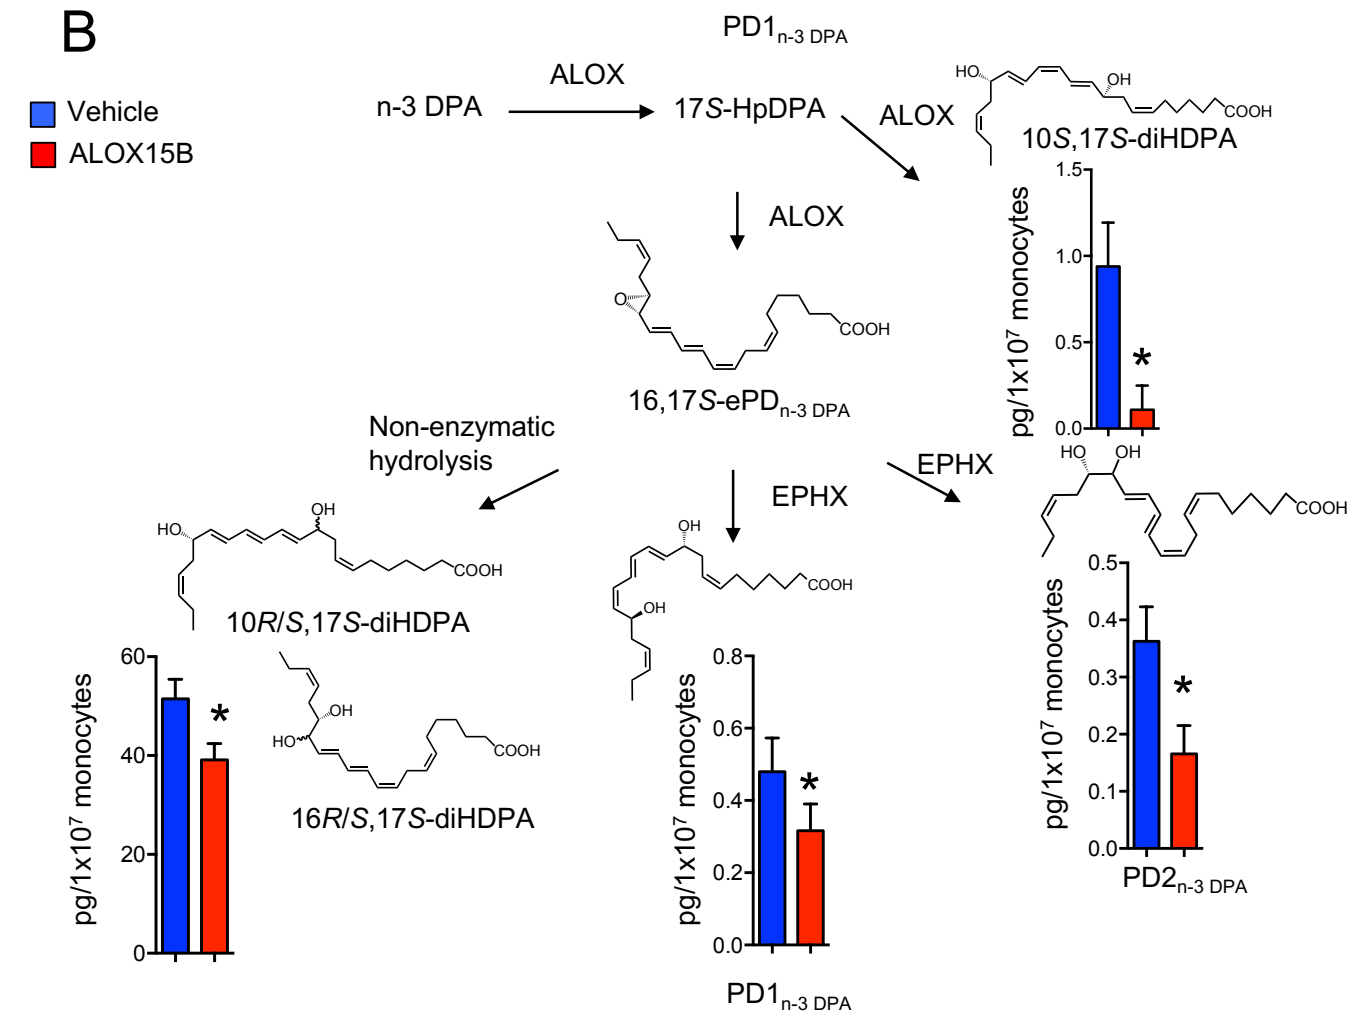 B
Vehicle
ALOX15B
PD1n-3 DPA
n-3 DPA
ALOX
17S-HpDPA
ALOX
HO
OH
COOH
10S,17S-diHDPA
ALOX
pg/1x10⁷ monocytes
1.5
1.0
0.5
0.0
*
O
COOH
16,17S-ePDn-3 DPA
Non-enzymatic
hydrolysis
EPHX
EPHX
HO
OH
COOH
10R/S,17S-diHDPA
pg/1x10⁷ monocytes
60
40
20
0
*
OH
HO
COOH
16R/S,17S-diHDPA
OH
OH
COOH
pg/1x10⁷ monocytes
0.8
0.6
0.4
0.2
0.0
*
PD1n-3 DPA
HO
OH
COOH
pg/1x10⁷ monocytes
0.5
0.4
0.3
0.2
0.1
0.0
*
PD2n-3 DPA